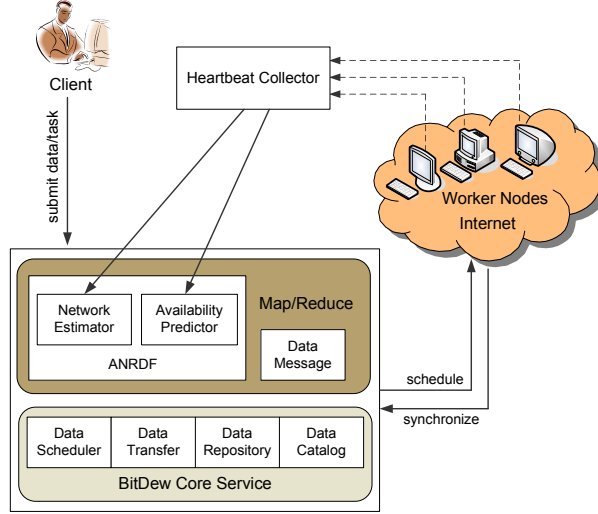 Client
Heartbeat Collector
submit data/task
Worker Nodes
Internet
Network
Estimator
Availability
Predictor
ANRDF
Map/Reduce
Data
Message
schedule
synchronize
Data
Scheduler
Data
Transfer
Data
Repository
Data
Catalog
BitDew Core Service